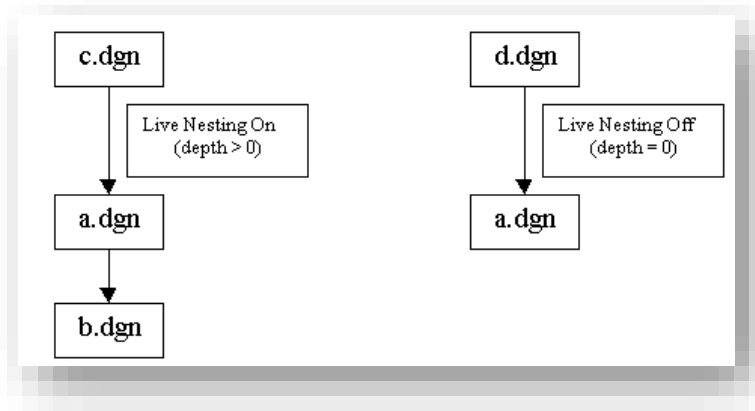 c.dgn
Live Nesting On
(depth > 0)
a.dgn
b.dgn
d.dgn
Live Nesting Off
(depth = 0)
a.dgn